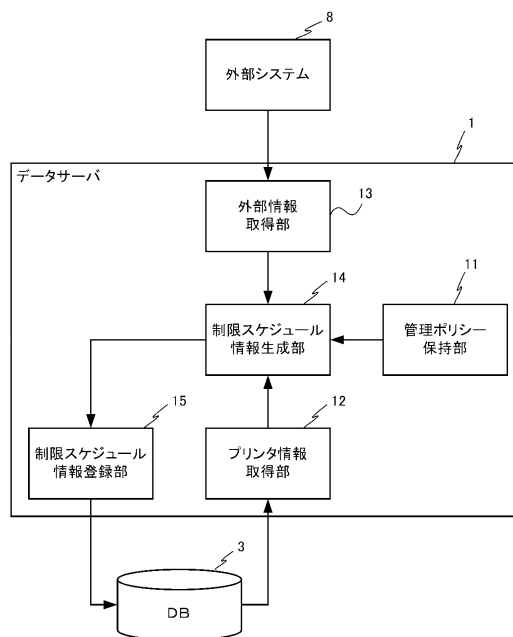 8
外部システム
1
データサーバ
外部情報
取得部
13
14
11
制限スケジュール
情報生成部
管理ポリシー
保持部
15
12
制限スケジュール
情報登録部
プリンタ情報
取得部
3
DB